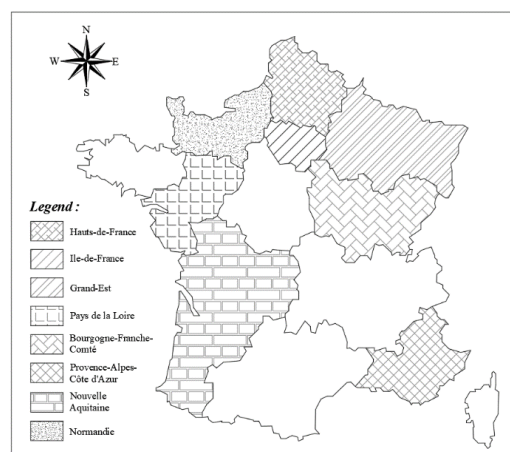 N
W E
S
Legend :
Hauts-de-France
Ile-de-France
Grand-Est
Pays de la Loire
Bourgogne-Franche-
Comté
Provence-Alpes-
Côte d'Azur
Nouvelle
Aquitaine
Normandie